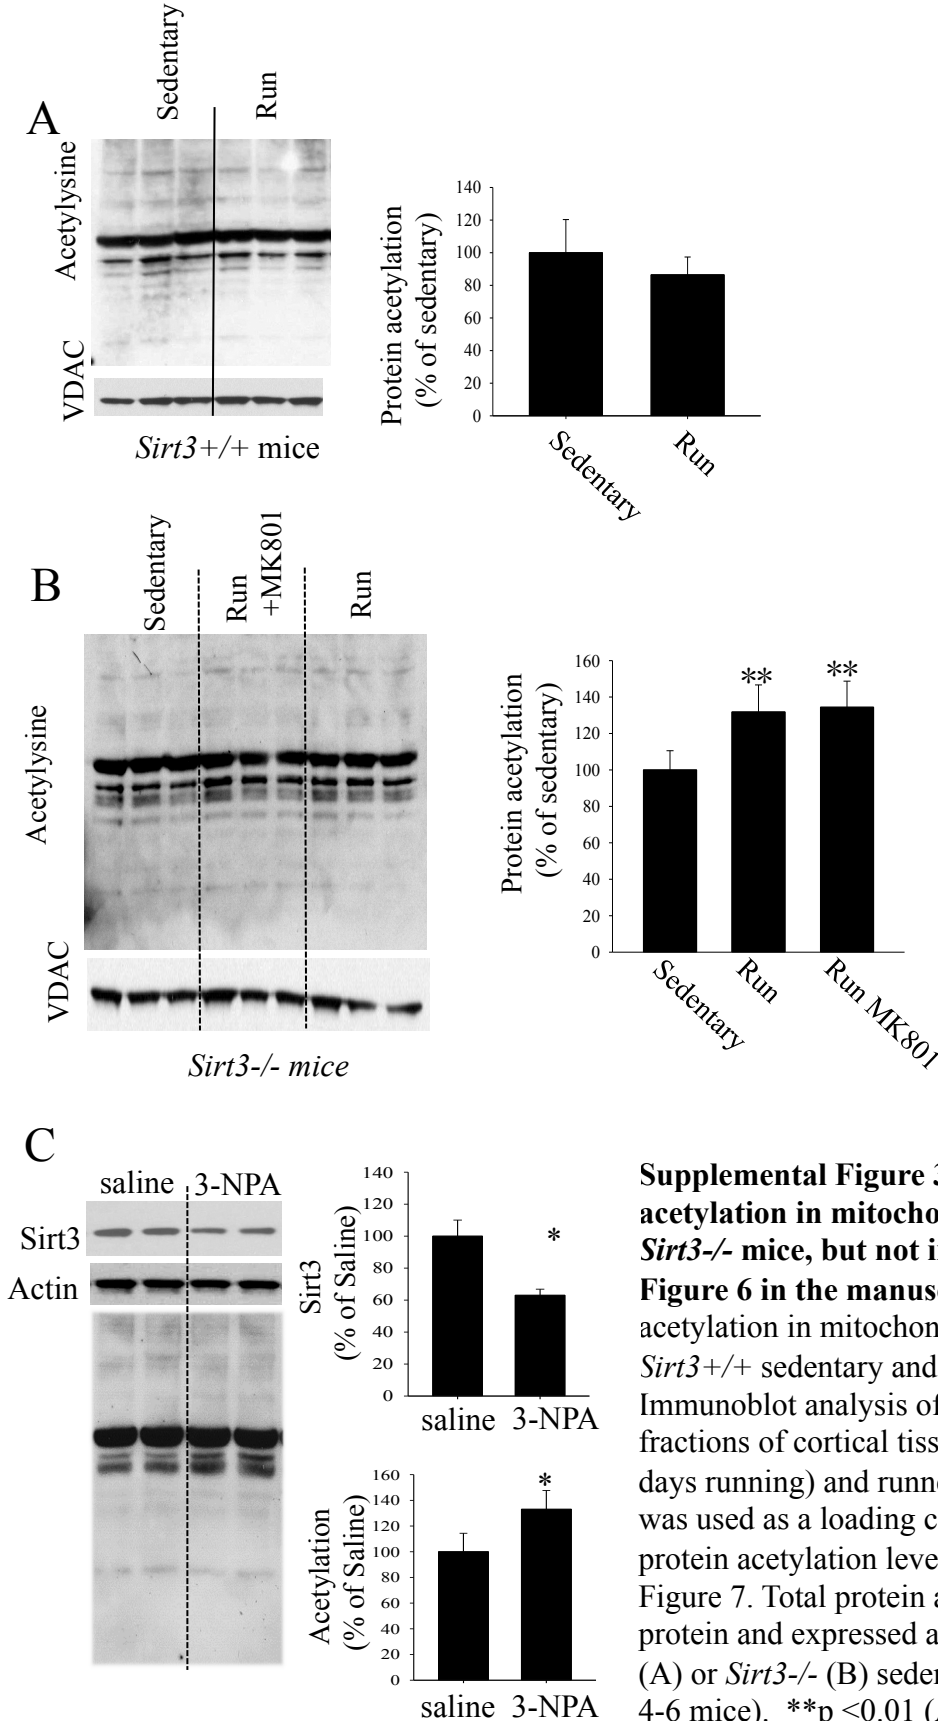 A
Sedentary
Run
Acetylysine
VDAC
Sirt3+/+ mice
Protein acetylation
(% of sedentary)
140
120
100
80
60
40
20
0
Sedentary
Run
B
Sedentary
Run
+MK801
Run
Acetylysine
VDAC
Sirt3-/- mice
Protein acetylation
(% of sedentary)
160
140
120
100
80
60
40
20
0
**
**
Sedentary
Run
Run MK801
C
saline 3-NPA
Sirt3
Actin
Sirt3
(% of Saline)
140
120
100
80
60
40
20
0
*
saline 3-NPA
Acetylation
(% of Saline)
160
140
120
100
80
60
40
20
0
*
saline 3-NPA
Supplemental Figure 3
acetylation in mitocho
Sirt3-/- mice, but not i
Figure 6 in the manus
acetylation in mitochon
Sirt3+/+ sedentary and
Immunoblot analysis of
fractions of cortical tiss
days running) and runn
was used as a loading c
protein acetylation leve
Figure 7. Total protein a
protein and expressed a
(A) or Sirt3-/- (B) seder
4-6 mice). **p <0.01 (